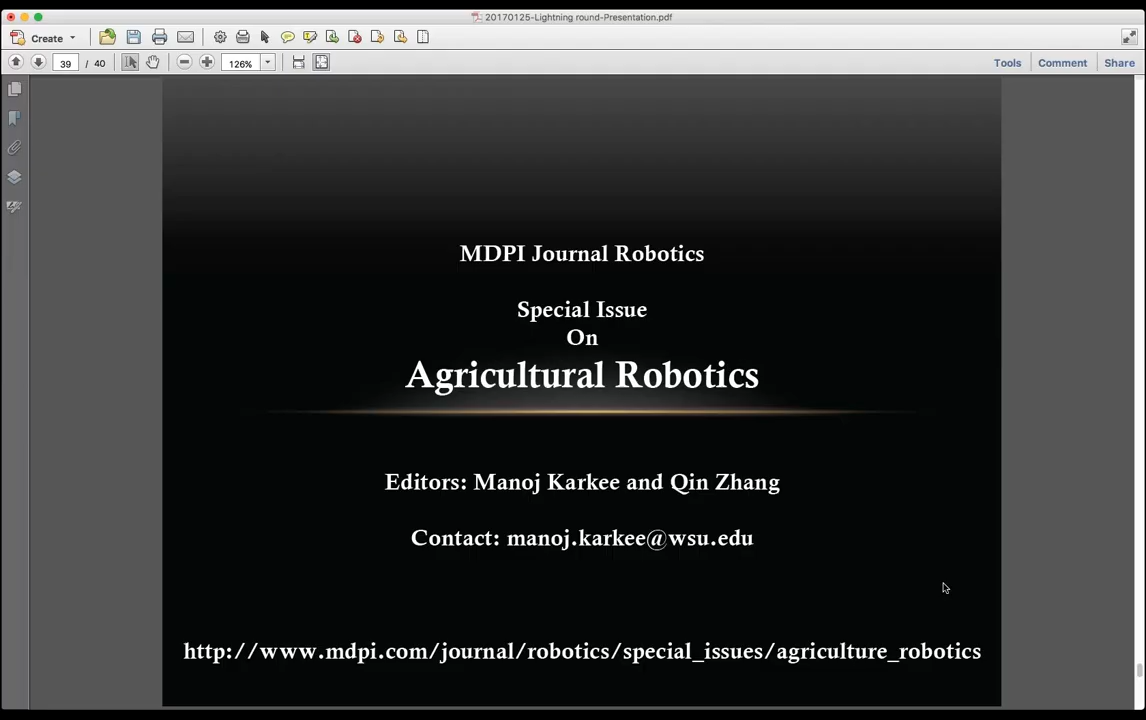 20170125-Lightning round-Presentation.pdf
Create
39 / 40
126%
Tools
Comment
Share
MDPI Journal Robotics
Special Issue
On
Agricultural Robotics
Editors: Manoj Karkee and Qin Zhang
Contact: manoj.karkee@wsu.edu
http://www.mdpi.com/journal/robotics/special_issues/agriculture_robotics